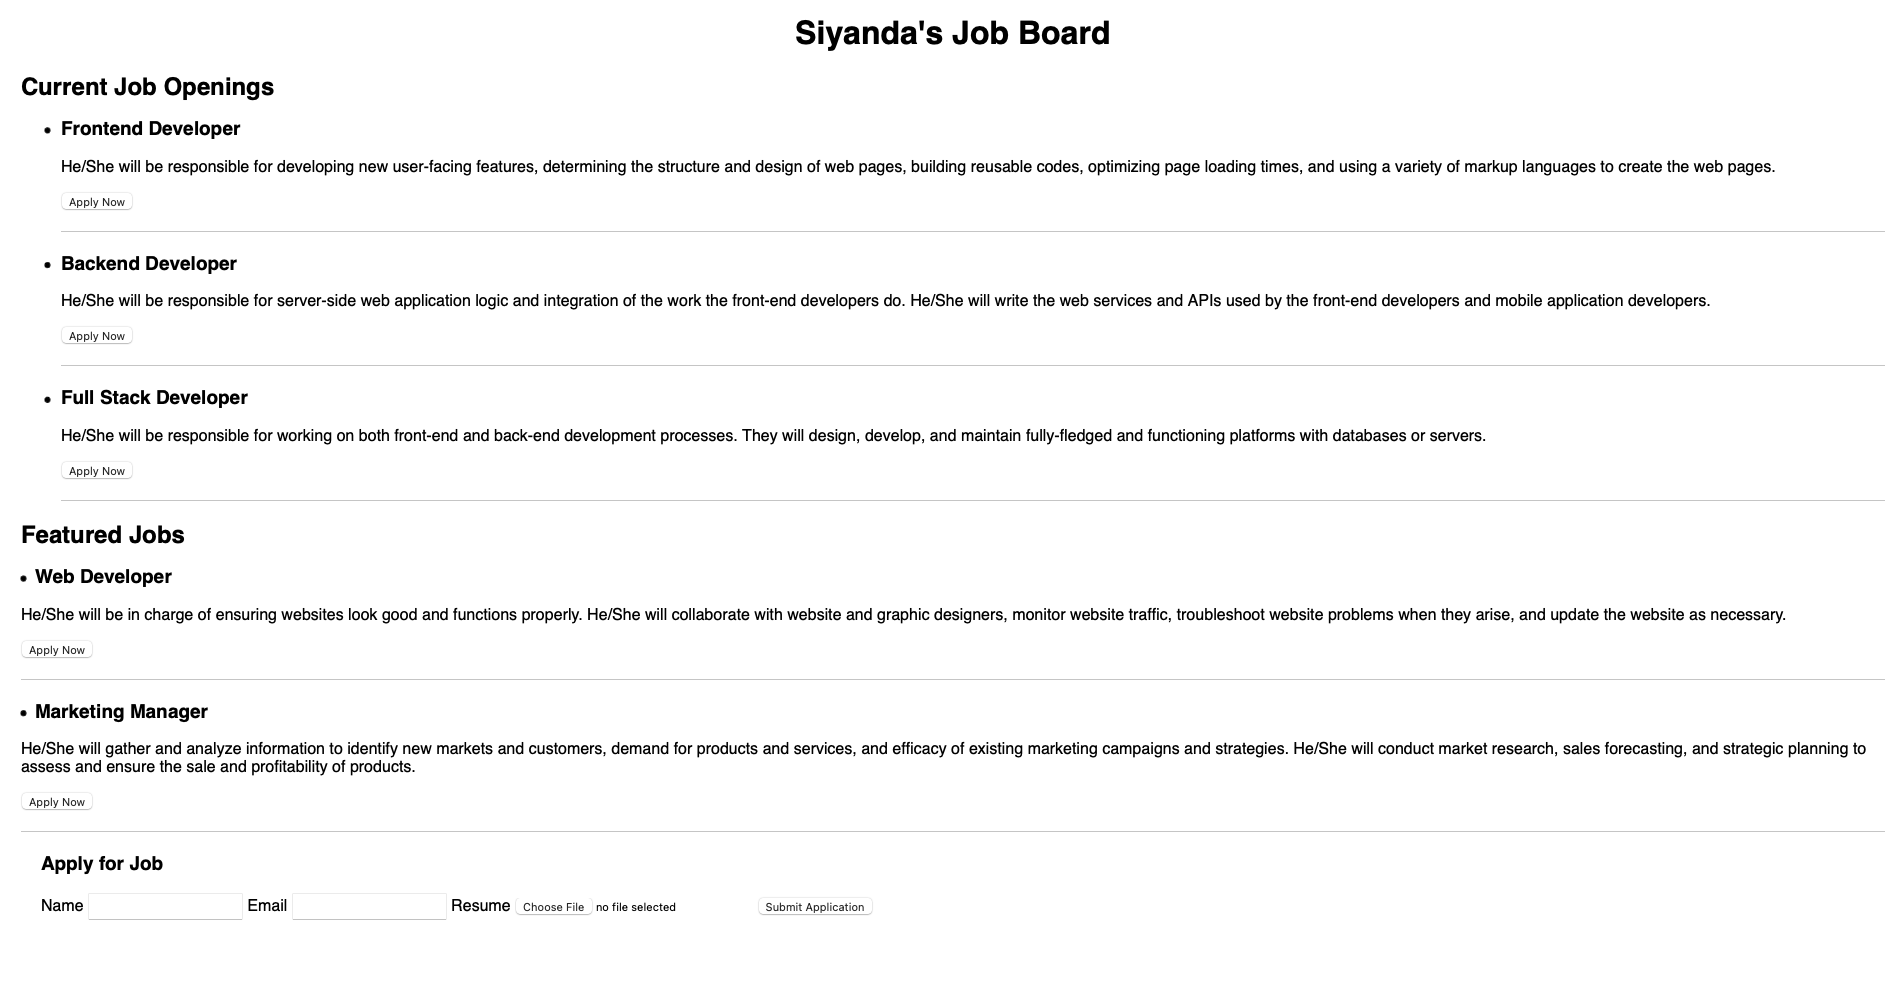 Siyanda's Job Board
Current Job Openings
Frontend Developer
He/She will be responsible for developing new user-facing features, determining the structure and design of web pages, building reusable codes, optimizing page loading times, and using a variety of markup languages to create the web pages.
Apply Now
Backend Developer
He/She will be responsible for server-side web application logic and integration of the work the front-end developers do. He/She will write the web services and APIs used by the front-end developers and mobile application developers.
Apply Now
Full Stack Developer
He/She will be responsible for working on both front-end and back-end development processes. They will design, develop, and maintain fully-fledged and functioning platforms with databases or servers.
Apply Now
Featured Jobs
Web Developer
He/She will be in charge of ensuring websites look good and functions properly. He/She will collaborate with website and graphic designers, monitor website traffic, troubleshoot website problems when they arise, and update the website as necessary.
Apply Now
Marketing Manager
He/She will gather and analyze information to identify new markets and customers, demand for products and services, and efficacy of existing marketing campaigns and strategies. He/She will conduct market research, sales forecasting, and strategic planning to
assess and ensure the sale and profitability of products.
Apply Now
Apply for Job
Name Email Resume Choose File no file selected Submit Application